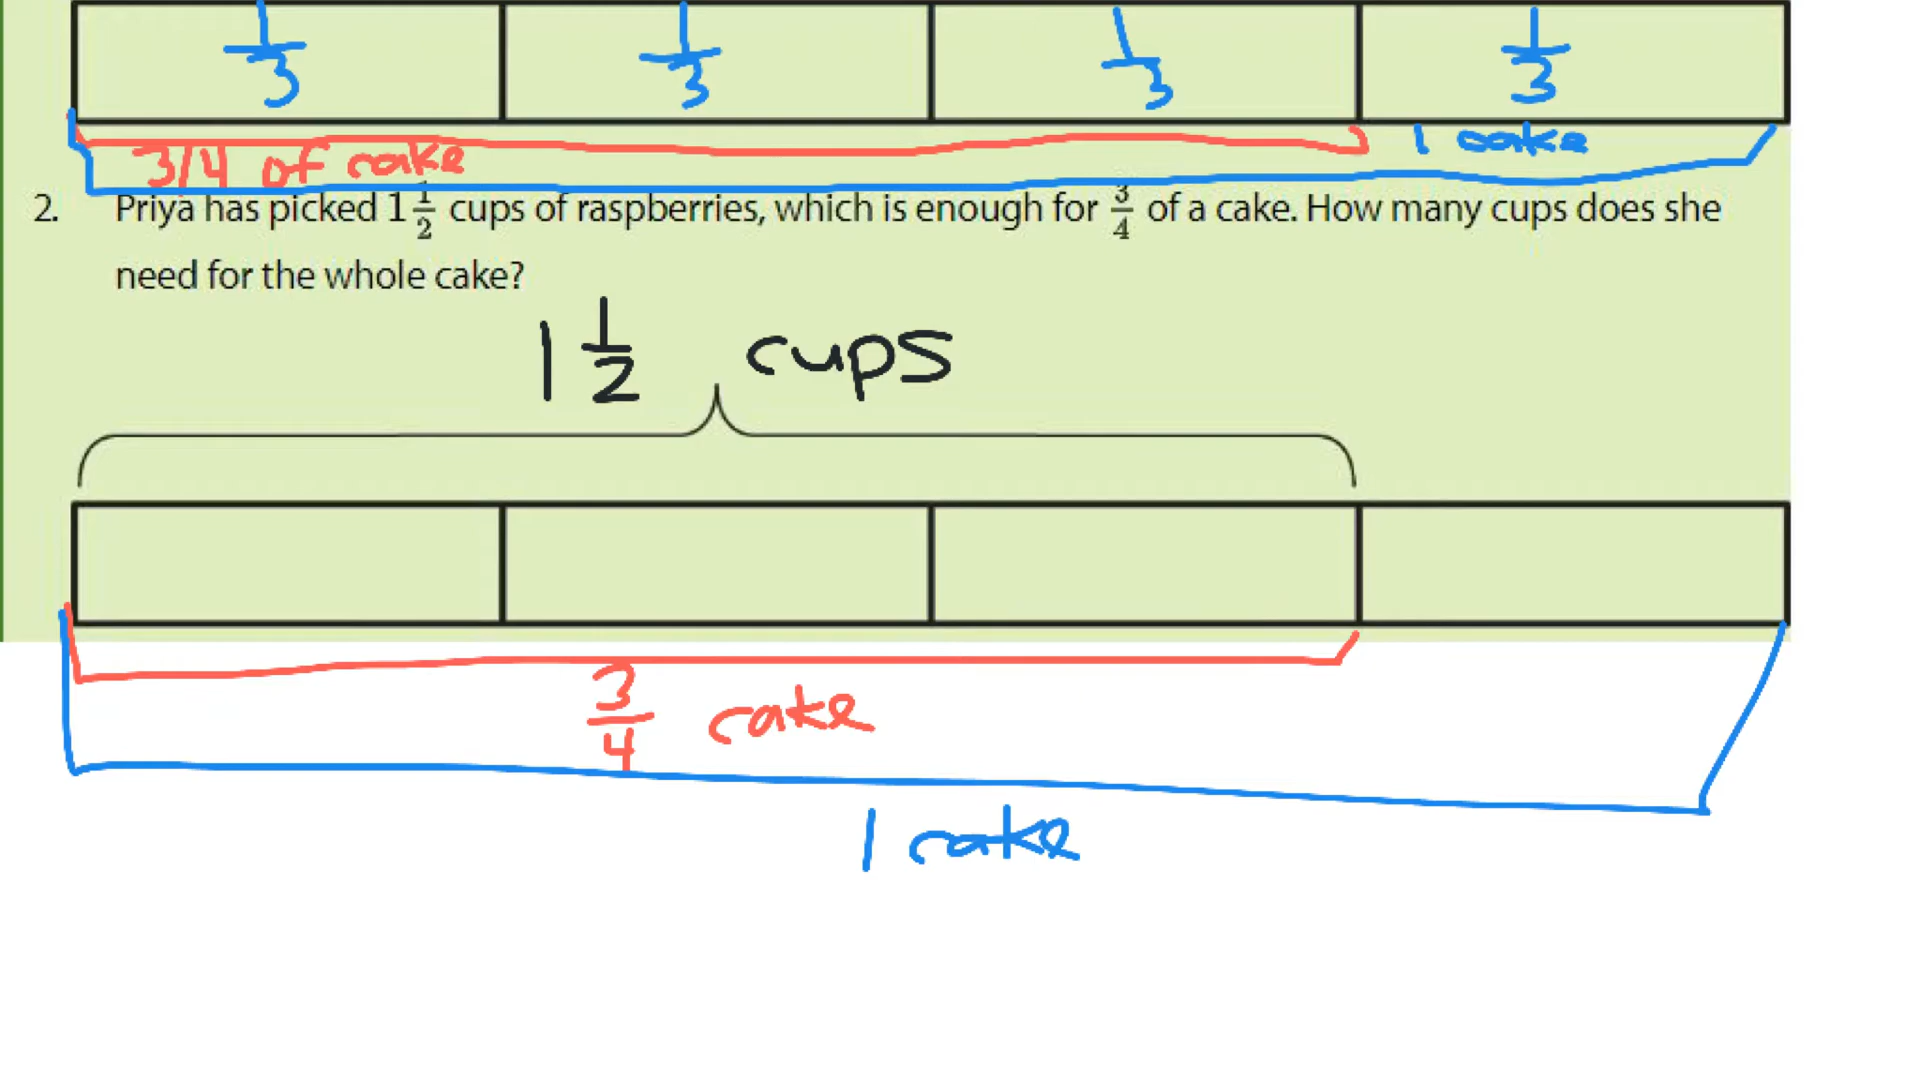 1/3 1/3 1/3 1/3
3/4 of cake 1 cake
2. Priya has picked 1 1/2 cups of raspberries, which is enough for 3/4 of a cake. How many cups does she
need for the whole cake?
1 1/2 cups
3/4 cake
1 cake